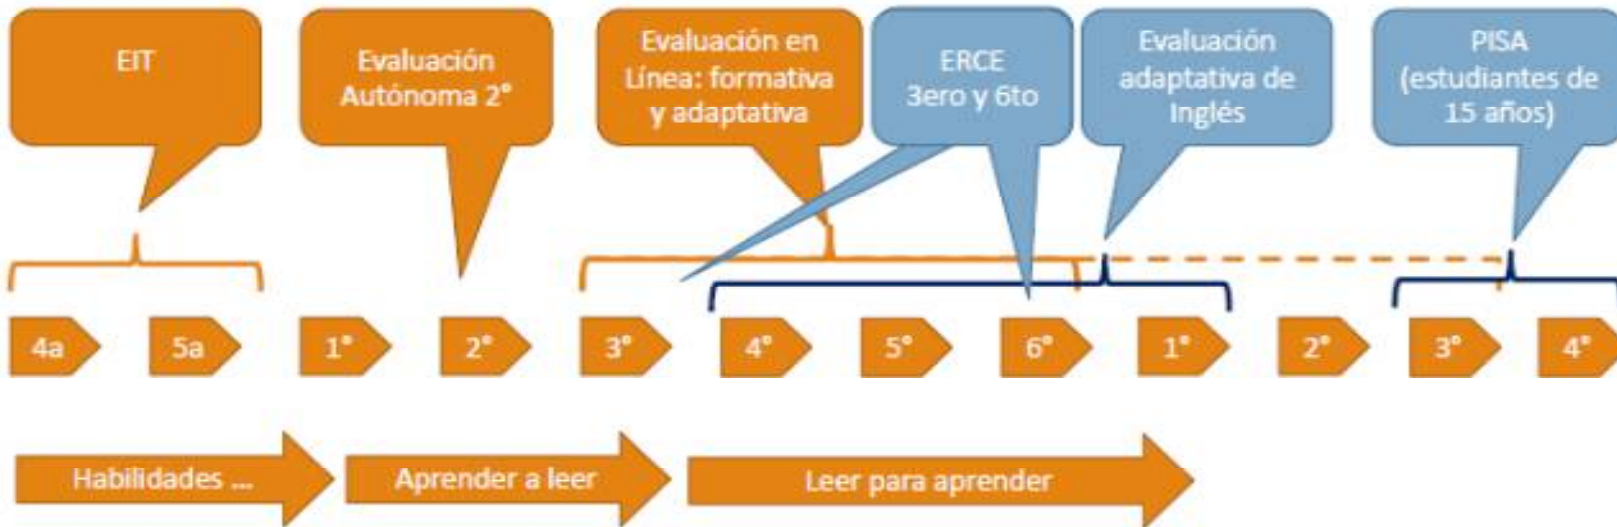 EIT
Evaluación
Autónoma 2°
Evaluación en
Línea: formativa
y adaptativa
ERCE
3ero y 6to
Evaluación
adaptativa de
Inglés
PISA
(estudiantes de
15 años)
4a
5a
1°
2°
3°
4°
5°
6°
1°
2°
3°
4°
Habilidades ...
Aprender a leer
Leer para aprender